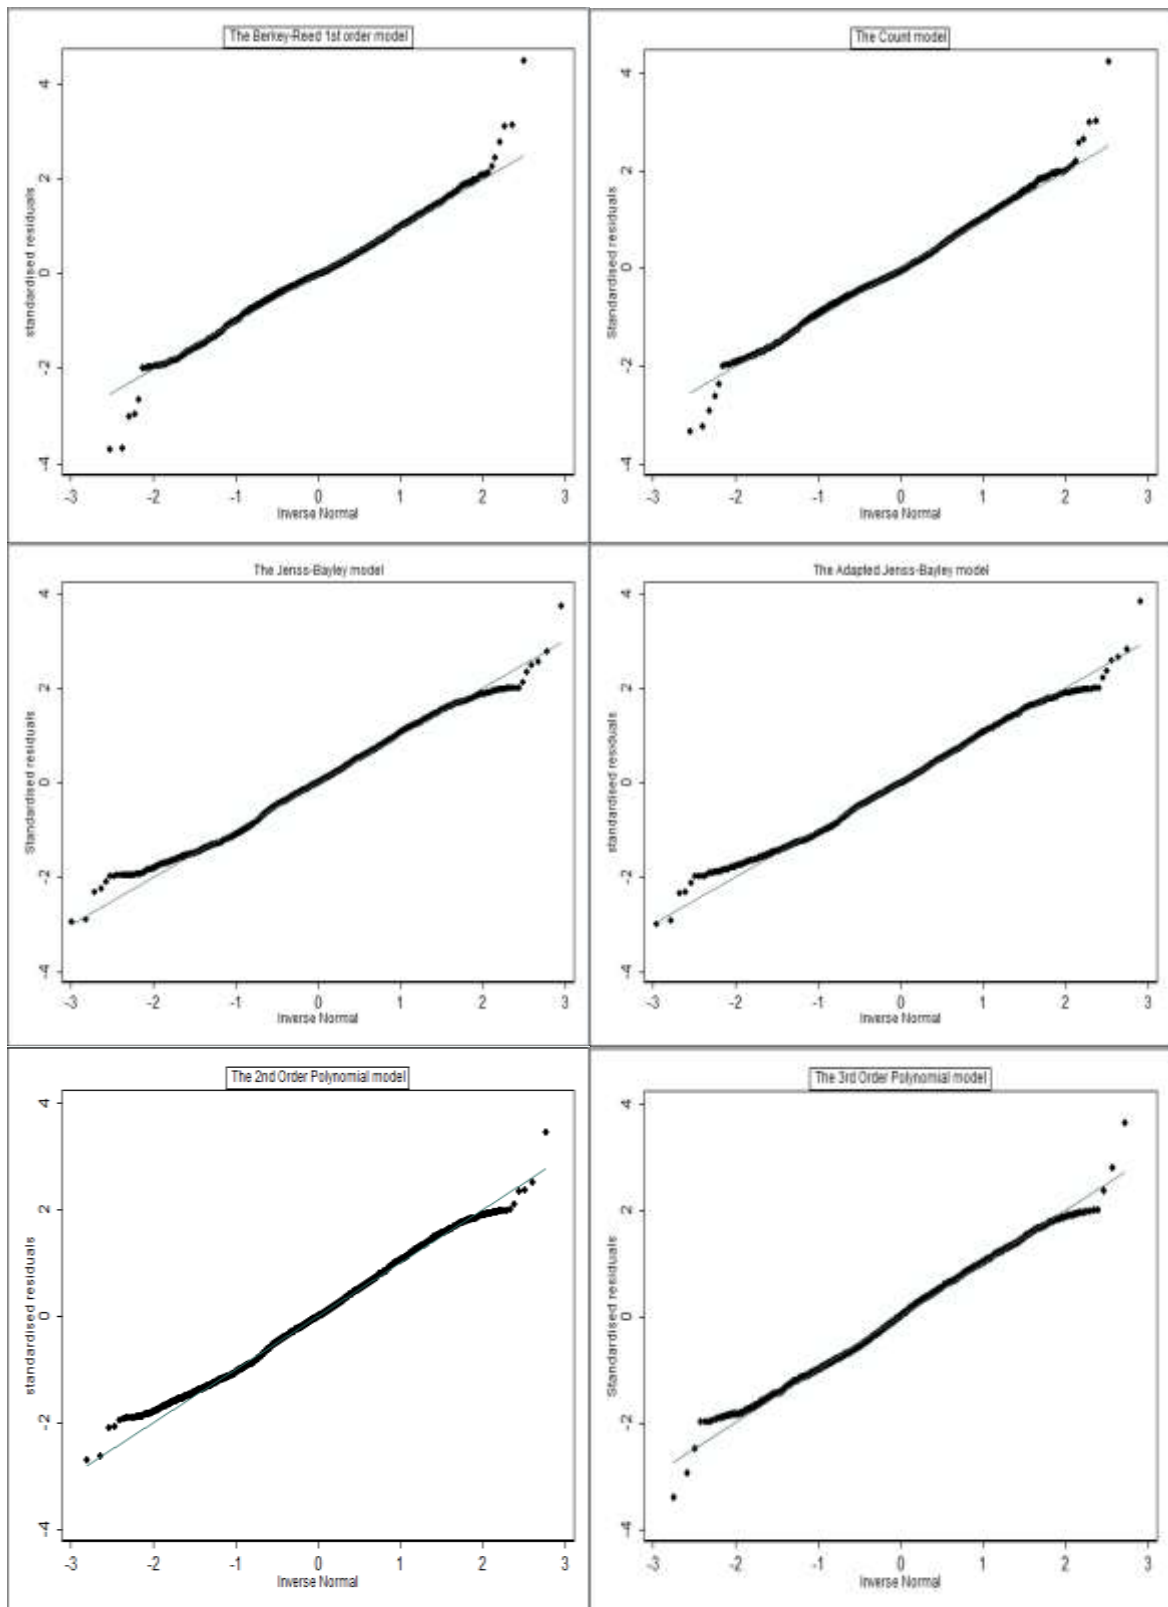 The Berkey-Reed 1st order model
standardised residuals
4
2
0
-2
-4
-3 -2 -1 0 1 2 3
Inverse Normal
The Count model
Standardised residuals
4
2
0
-2
-4
-3 -2 -1 0 1 2 3
Inverse Normal
The Jenss-Bayley model
Standardised residuals
4
2
0
-2
-4
-3 -2 -1 0 1 2 3
Inverse Normal
The Adapted Jenss-Bayley model
standardised residuals
4
2
0
-2
-4
-3 -2 -1 0 1 2 3
Inverse Normal
The 2nd Order Polynomial model
standardised residuals
4
2
0
-2
-4
-3 -2 -1 0 1 2 3
Inverse Normal
The 3rd Order Polynomial model
Standardised residuals
4
2
0
-2
-4
-3 -2 -1 0 1 2 3
Inverse Normal